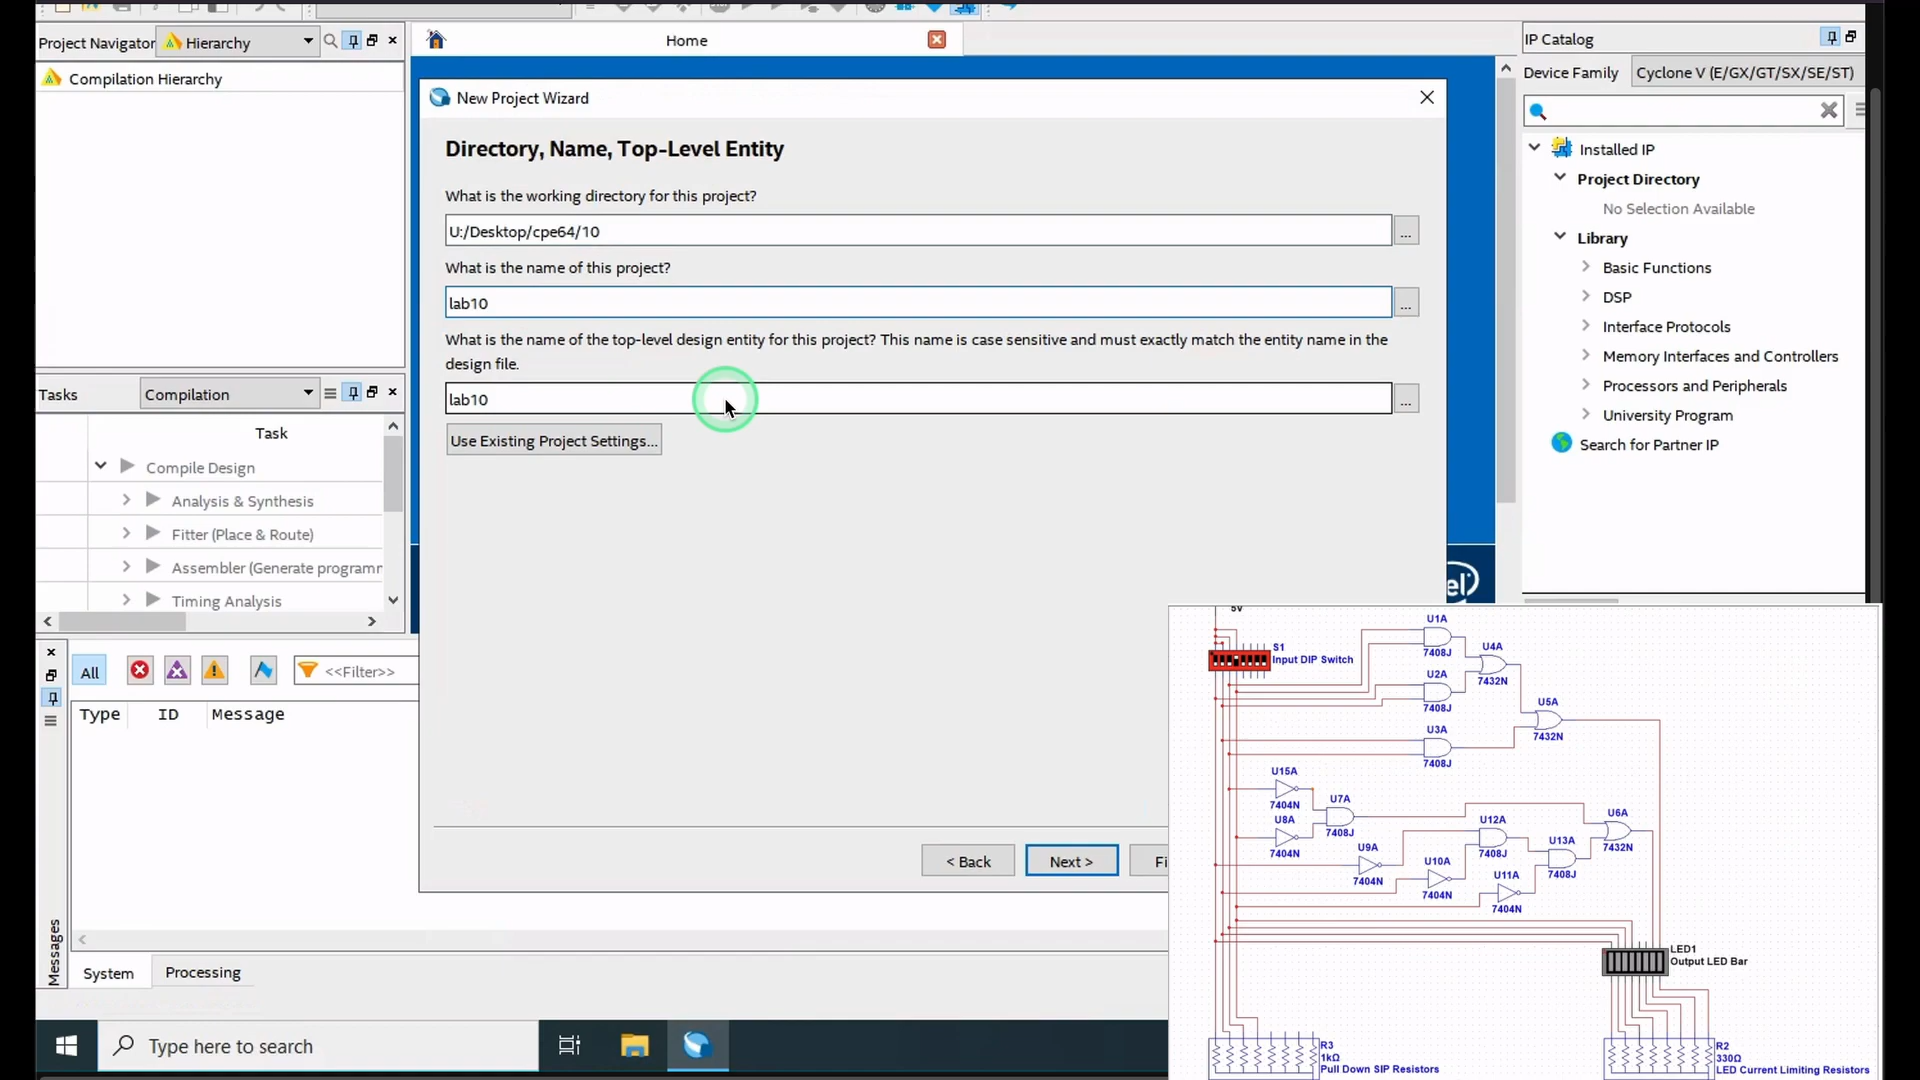 Project Navigator
Hierarchy
Compilation Hierarchy
Home
IP Catalog
Device Family
Cyclone V (E/GX/GT/SX/SE/ST)
Installed IP
Project Directory
No Selection Available
Library
Basic Functions
DSP
Interface Protocols
Memory Interfaces and Controllers
Processors and Peripherals
University Program
Search for Partner IP
New Project Wizard
Directory, Name, Top-Level Entity
What is the working directory for this project?
U:/Desktop/cpe64/10
...
What is the name of this project?
lab10
...
What is the name of the top-level design entity for this project? This name is case sensitive and must exactly match the entity name in the
design file.
lab10
...
Use Existing Project Settings...
< Back
Next >
Fi
Tasks
Compilation
Task
Compile Design
Analysis & Synthesis
Fitter (Place & Route)
Assembler (Generate programm
Timing Analysis
All
<<Filter>>
Type ID Message
Messages
System
Processing
Type here to search
el)
5V
S1
Input DIP Switch
U1A
7408J
U4A
7432N
U2A
7408J
U5A
7432N
U3A
7408J
U15A
7404N
U7A
7408J
U8A
7404N
U6A
7432N
U12A
7408J
U9A
7404N
U13A
7408J
U10A
7404N
U11A
7404N
LED1
Output LED Bar
R3
1kΩ
Pull Down SIP Resistors
R2
330Ω
LED Current Limiting Resistors